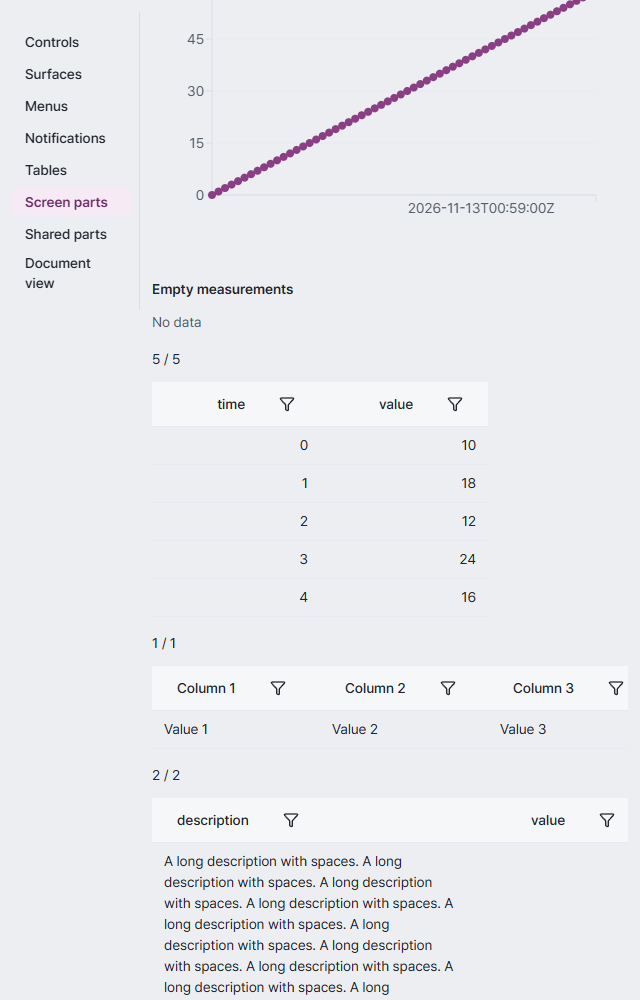 Controls
Surfaces
Menus
Notifications
Tables
Screen parts
Shared parts
Document
view
45
30
15
0
2026-11-13T00:59:00Z
Empty measurements
No data
5 / 5
time value
0 10
1 18
2 12
3 24
4 16
1 / 1
Column 1 Column 2 Column 3
Value 1 Value 2 Value 3
2 / 2
description value
A long description with spaces. A long
description with spaces. A long description
with spaces. A long description with spaces. A
long description with spaces. A long
description with spaces. A long description
with spaces. A long description with spaces. A
long description with spaces. A long